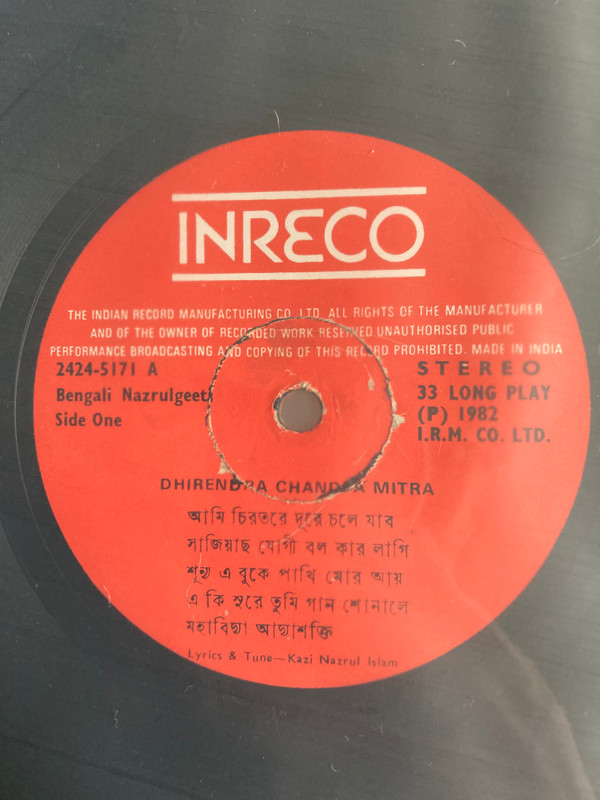 INRECO
THE INDIAN RECORD MANUFACTURING CO. LTD. ALL RIGHTS OF THE MANUFACTURER
AND OF THE OWNER OF RECORDED WORK RESERVED UNAUTHORISED PUBLIC
PERFORMANCE BROADCASTING AND COPYING OF THIS RECORD PROHIBITED. MADE IN INDIA
2424-5171 A
Bengali Nazrulgeeti
Side One
STEREO
33 LONG PLAY
(P) 1982
I.R.M. CO. LTD.
DHIRENDRA CHANDRA MITRA
আমি চিরতরে দূরে চলে যাব
সাজিয়াছ যোগী বল কার লাগি
শূন্য এ বুকে পাখি মোর আয়
এ কি সুরে তুমি গান শোনালে
মহাবিদ্যা আদ্যাশক্তি
Lyrics & Tune—Kazi Nazrul Islam